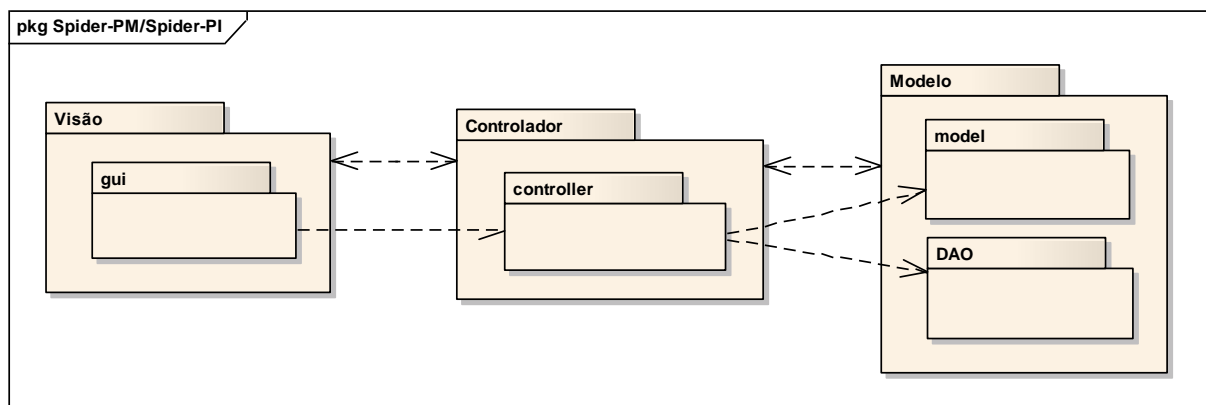 pkg Spider-PM/Spider-PI
Visão
gui
Controlador
controller
Modelo
model
DAO